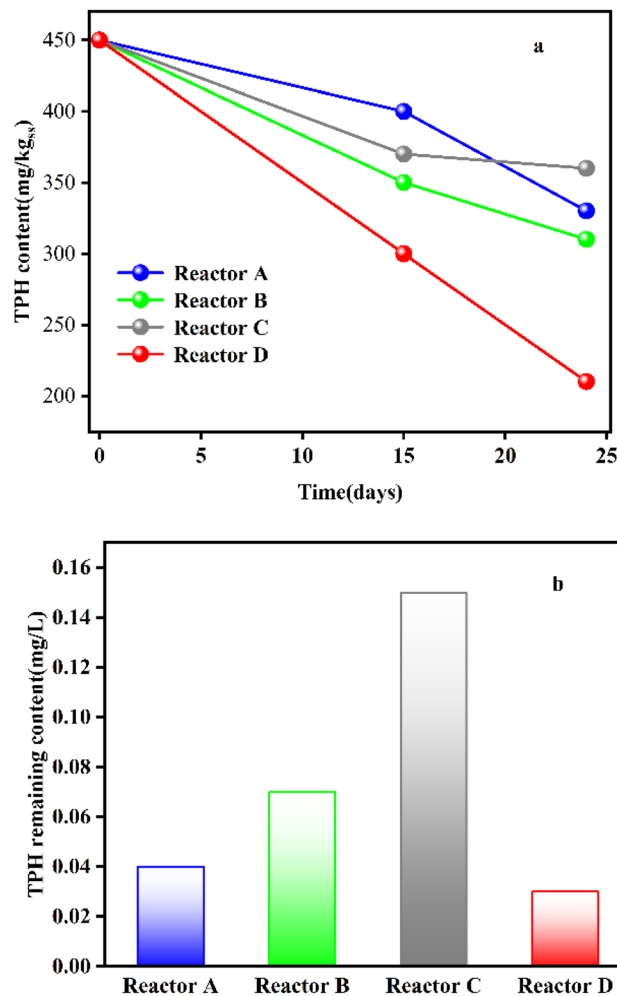 a
450
400
350
300
250
200
TPH content(mg/kgss)
Reactor A
Reactor B
Reactor C
Reactor D
0 5 10 15 20 25
Time(days)
b
0.16
0.14
0.12
0.10
0.08
0.06
0.04
0.02
0.00
TPH remaining content(mg/L)
Reactor A Reactor B Reactor C Reactor D